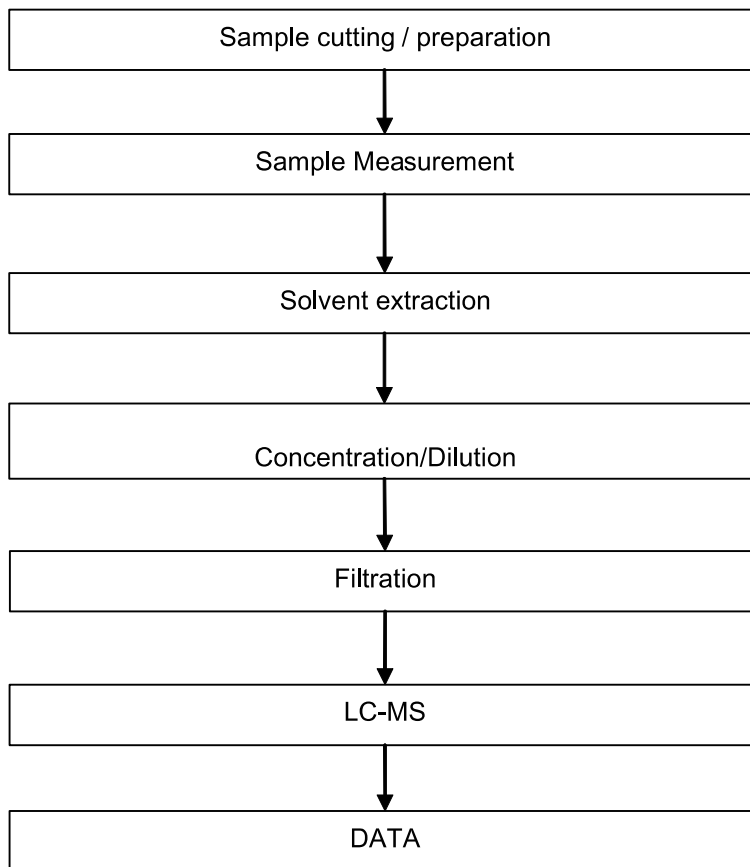 Sample cutting / preparation
Sample Measurement
Solvent extraction
Concentration/Dilution
Filtration
LC-MS
DATA